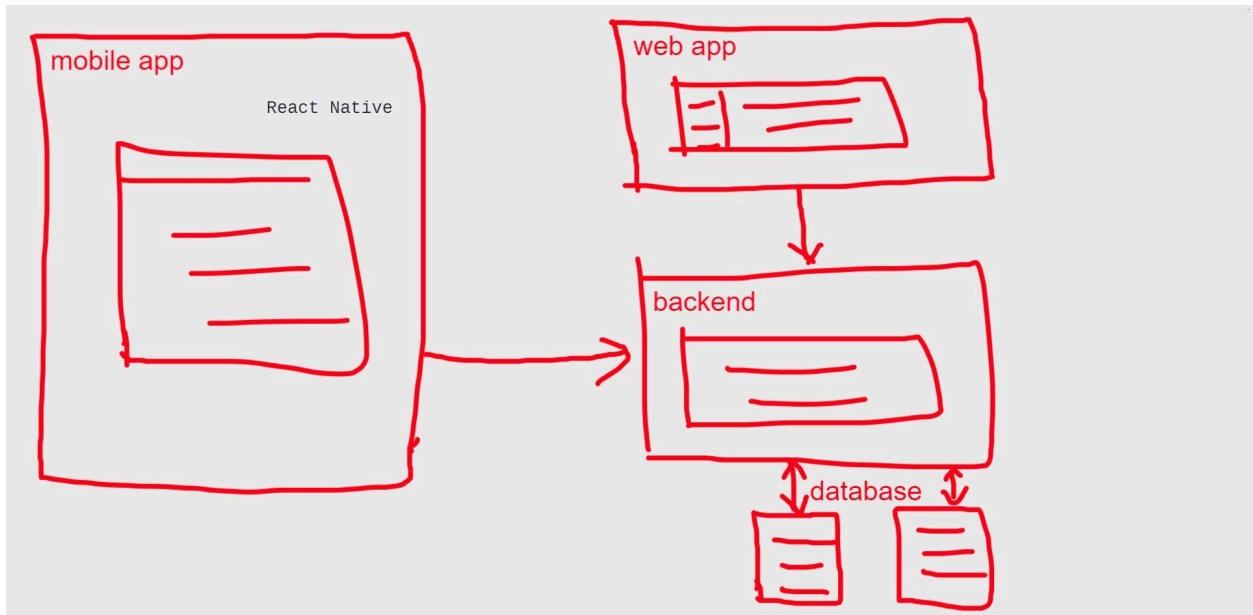 mobile app
React Native
web app
backend
database